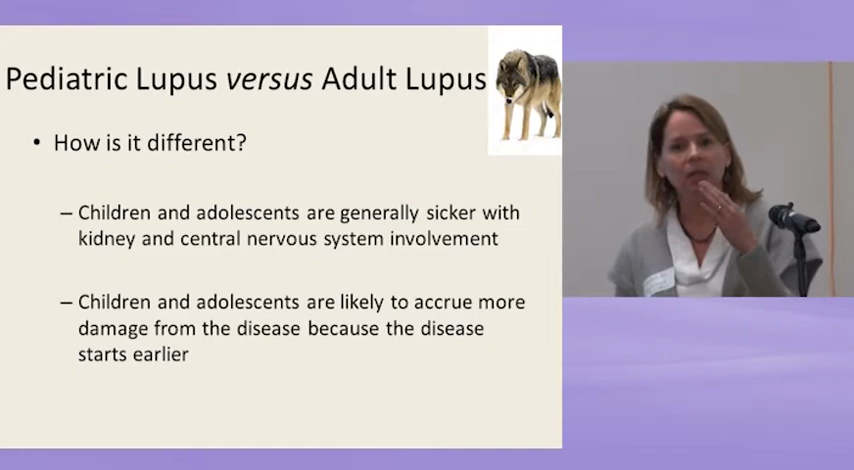 Pediatric Lupus versus Adult Lupus
• How is it different?
– Children and adolescents are generally sicker with
kidney and central nervous system involvement
– Children and adolescents are likely to accrue more
damage from the disease because the disease
starts earlier